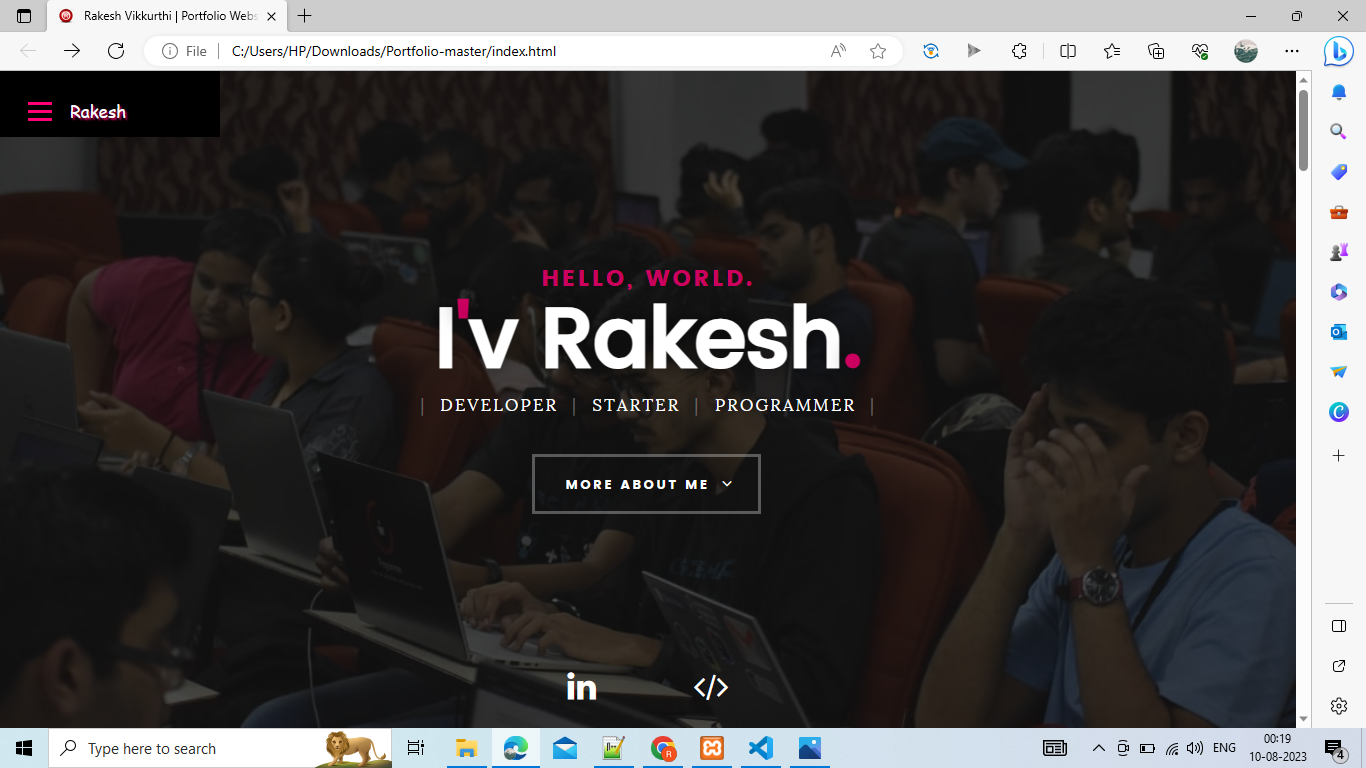 Rakesh Vikkurthi | Portfolio Webs
File
C:/Users/HP/Downloads/Portfolio-master/index.html
Rakesh
HELLO, WORLD.
I'v Rakesh.
| DEVELOPER | STARTER | PROGRAMMER |
MORE ABOUT ME
in
</>
Type here to search
ENG
00:19
10-08-2023
4